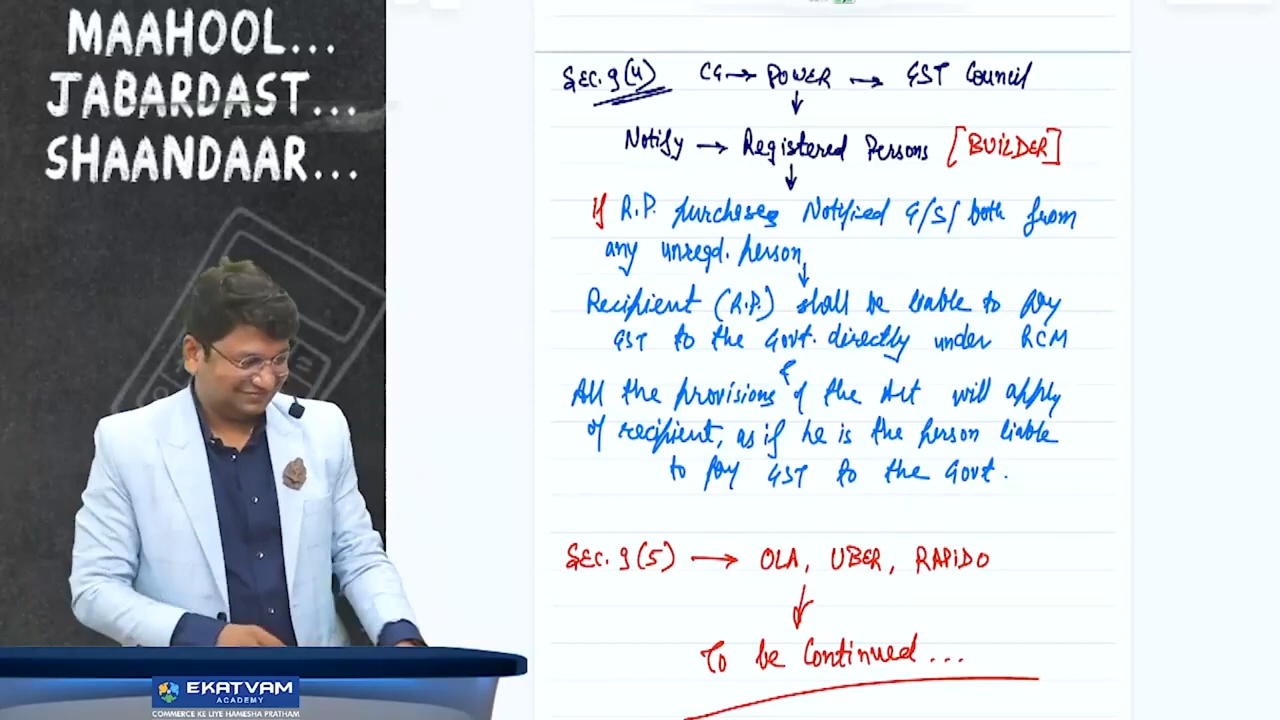 MAAHOOL...
JABARDAST...
SHAANDAAR...
SEC. 9(4) CG → POWER → GST Council
↓
Notify → Registered Persons [BUILDER]
↓
if R.P. purchases Notified G/S/both from
any unregd. person
↓
Recipient (R.P.) shall be liable to pay
GST to the Govt. directly under RCM
&
All the provisions of the Act will apply
of recipient, as if he is the person liable
to pay GST to the Govt.
SEC. 9(5) → OLA, UBER, RAPIDO
↓
To be Continued...
EKATVAM
ACADEMY
COMMERCE KE LIYE HAMESHA PRATHAM